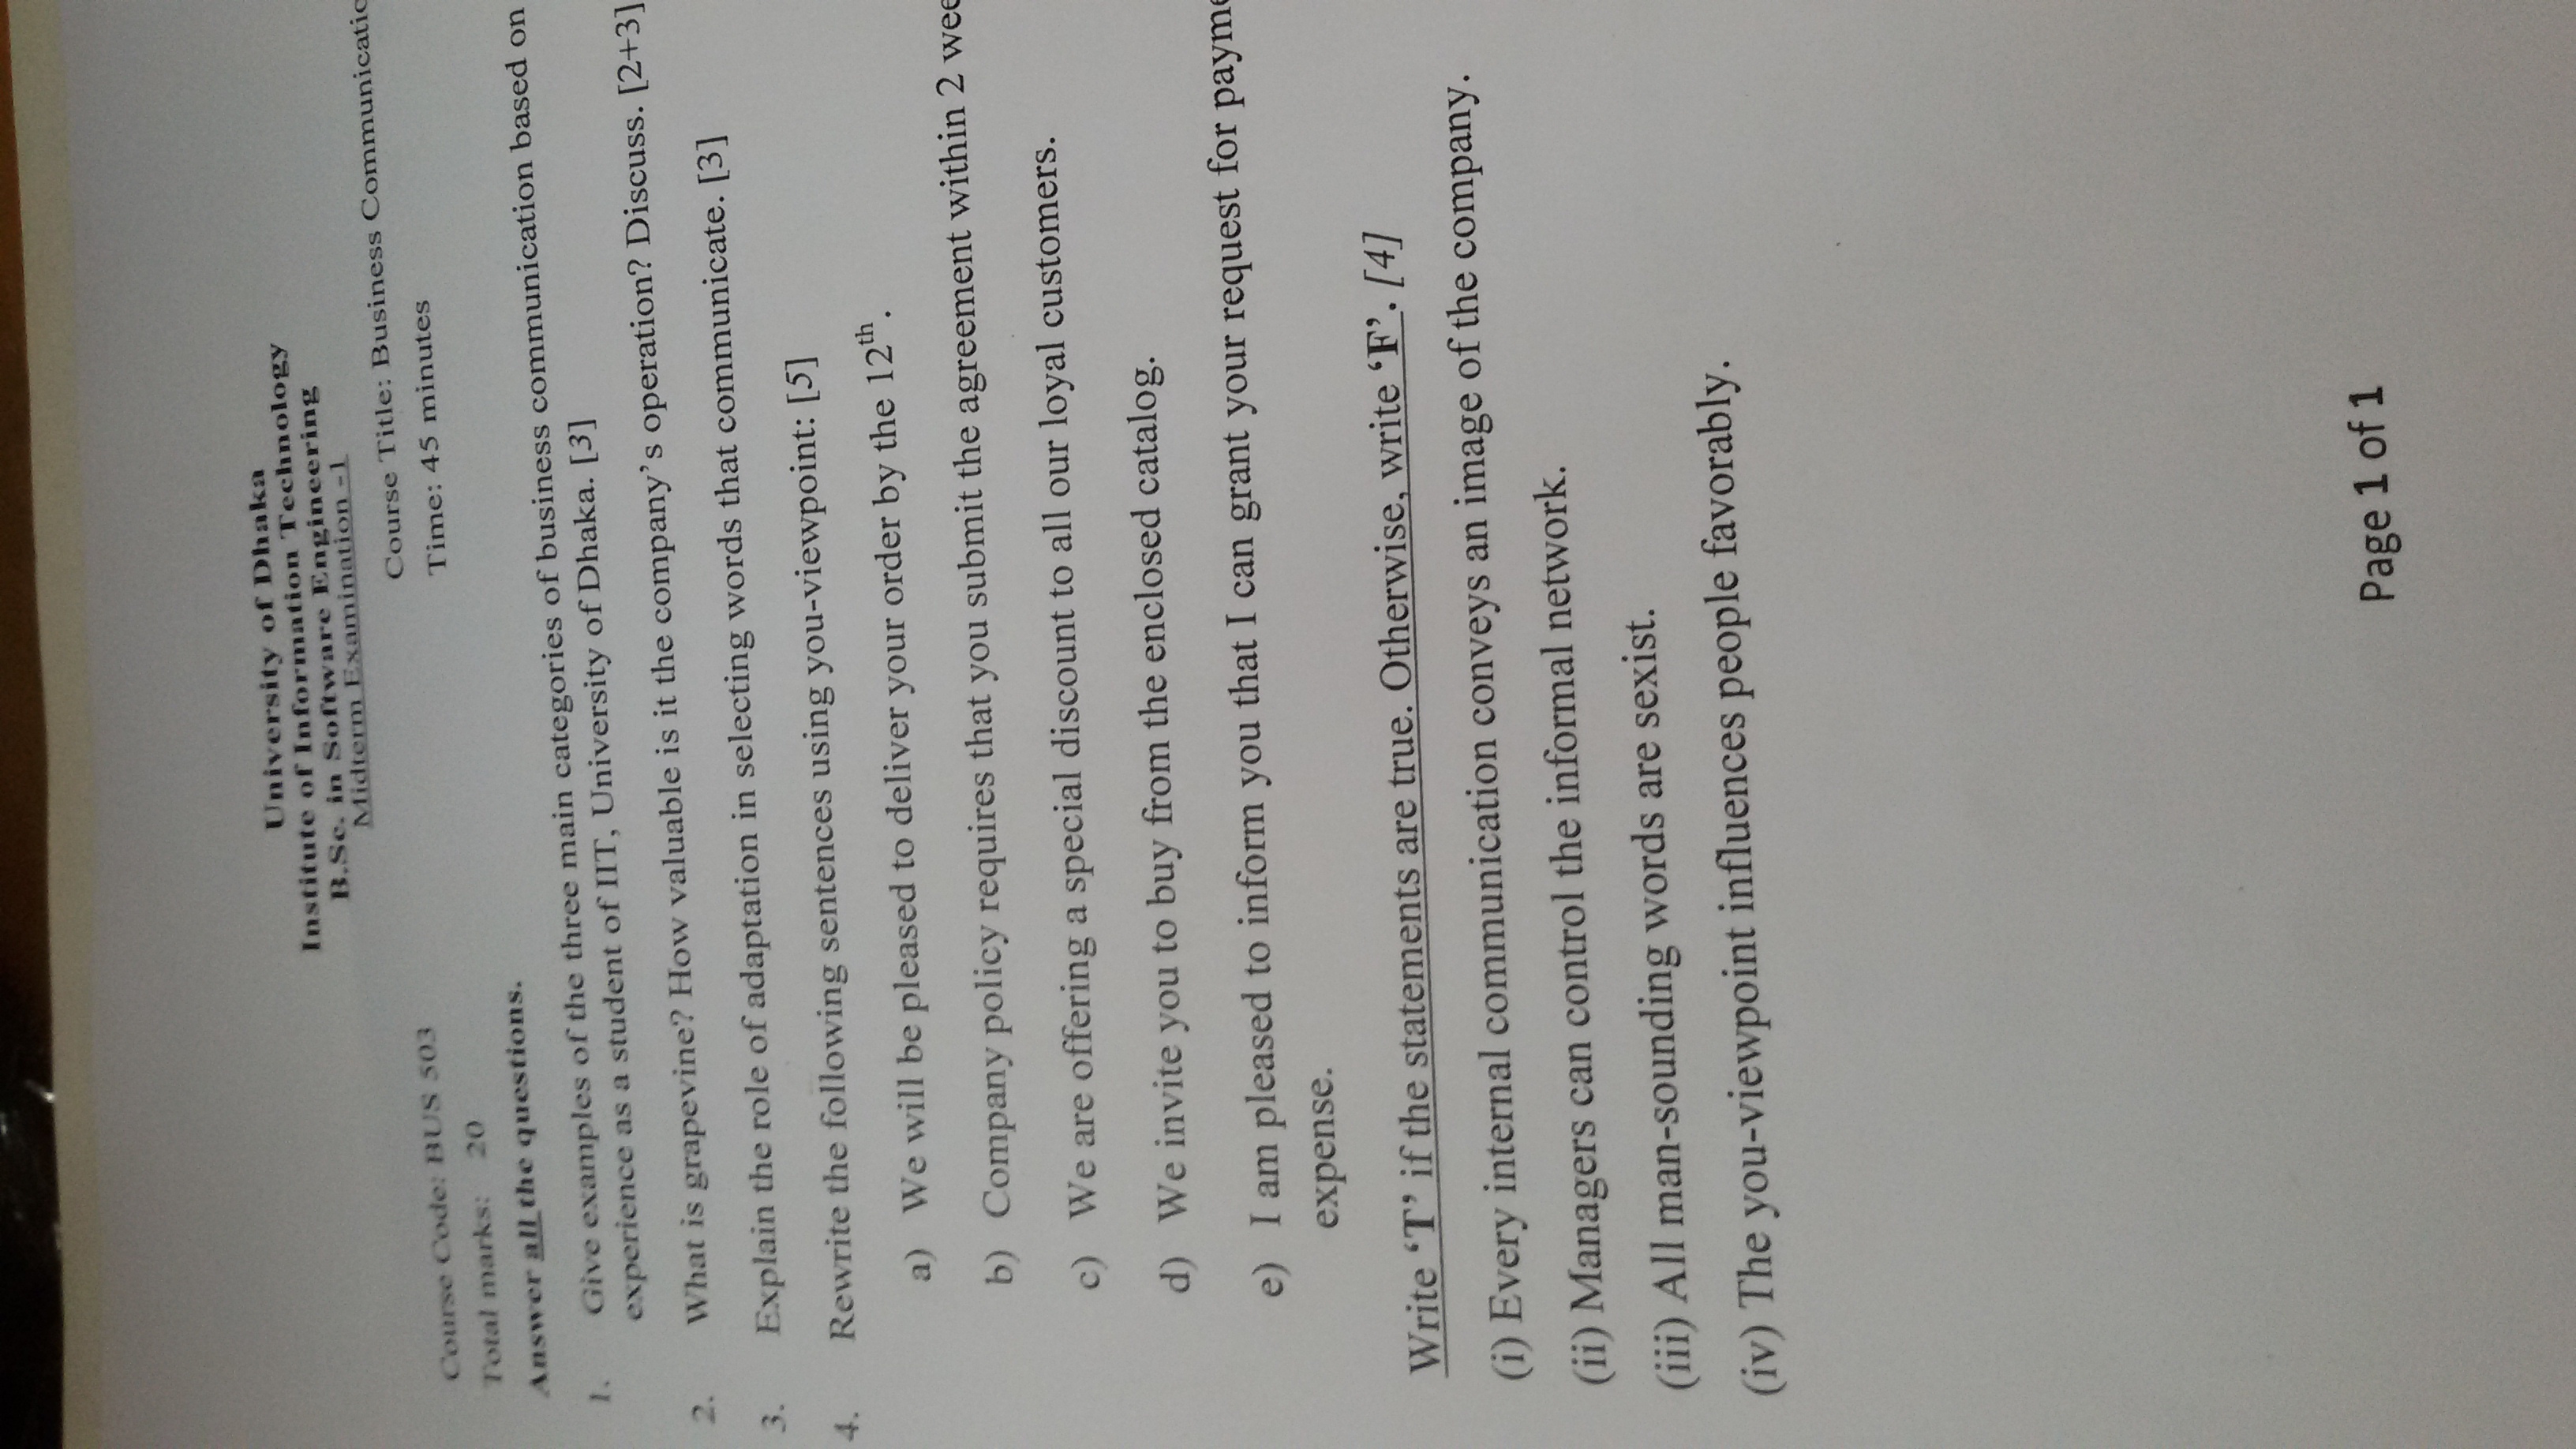 University of Dhaka
Institute of Information Technology
B.Sc. in Software Engineering
Midterm Examination -1
Course Code: BUS 503
Course Title: Business Communicatio
Total marks: 20
Time: 45 minutes
Answer all the questions.
1. Give examples of the three main categories of business communication based on
experience as a student of IIT, University of Dhaka. [3]
2. What is grapevine? How valuable is it the company's operation? Discuss. [2+3]
3. Explain the role of adaptation in selecting words that communicate. [3]
4. Rewrite the following sentences using you-viewpoint: [5]
a) We will be pleased to deliver your order by the 12th.
b) Company policy requires that you submit the agreement within 2 wee
c) We are offering a special discount to all our loyal customers.
d) We invite you to buy from the enclosed catalog.
e) I am pleased to inform you that I can grant your request for payme
expense.
Write ‘T’ if the statements are true. Otherwise, write ‘F’. [4]
(i) Every internal communication conveys an image of the company.
(ii) Managers can control the informal network.
(iii) All man-sounding words are sexist.
(iv) The you-viewpoint influences people favorably.
Page 1 of 1